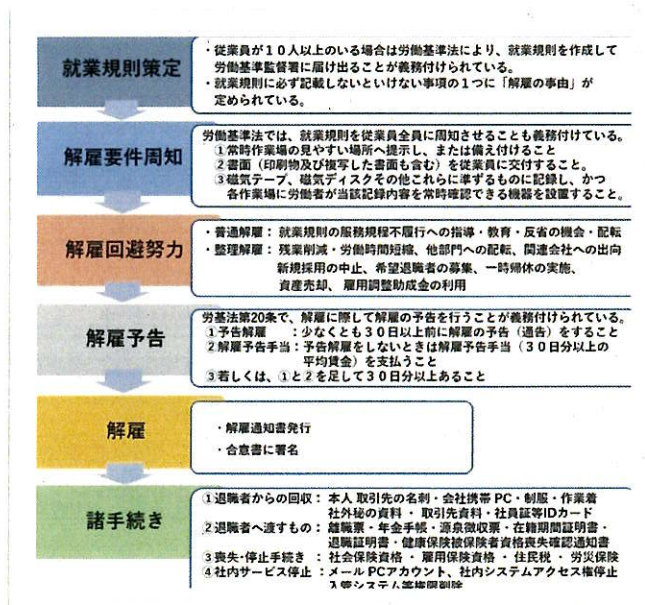 就業規則策定
・従業員が１０人以上のいる場合は労働基準法により、就業規則を作成して
労働基準監督署に届け出ることが義務付けられている。
・就業規則に必ず記載しないといけない事項の１つに「解雇の事由」が
定められている。
解雇要件周知
労働基準法では、就業規則を従業員全員に周知させることも義務付けている。
①常時作業場の見やすい場所へ提示し、または備え付けること
②書面（印刷物及び複写した書面も含む）を従業員に交付すること。
③磁気テープ、磁気ディスクその他これらに準ずるものに記録し、かつ
各作業場に労働者が当該記録内容を常時確認できる機器を設置すること。
解雇回避努力
・普通解雇：就業規則の服務規程不履行への指導・教育・反省の機会・配転
・整理解雇：残業削減・労働時間短縮、他部門への配転、関連会社への出向
新規採用の中止、希望退職者の募集、一時帰休の実施、
資産売却、雇用調整助成金の利用
解雇予告
労基法第20条で、解雇に際して解雇の予告を行うことが義務付けられている。
①予告解雇　：少なくとも３０日以上前に解雇の予告（通告）をすること
②解雇予告手当：予告解雇をしないときは解雇予告手当（３０日分以上の
平均賃金）を支払うこと
③若しくは、①と②を足して３０日分以上あること
解雇
・解雇通知書発行
・合意書に署名
諸手続き
①退職者からの回収：本人 取引先の名刺・会社携帯 PC・制服・作業着
社外秘の資料・取引先資料・社員証等IDカード
②退職者へ渡すもの：離職票・年金手帳・源泉徴収票・在籍期間証明書・
退職証明書・健康保険被保険者資格喪失確認通知書
③喪失・停止手続き：社会保険資格・雇用保険資格・住民税・労災保険
④社内サービス停止：メール PCアカウント、社内システムアクセス権停止
入管システム等権限削除